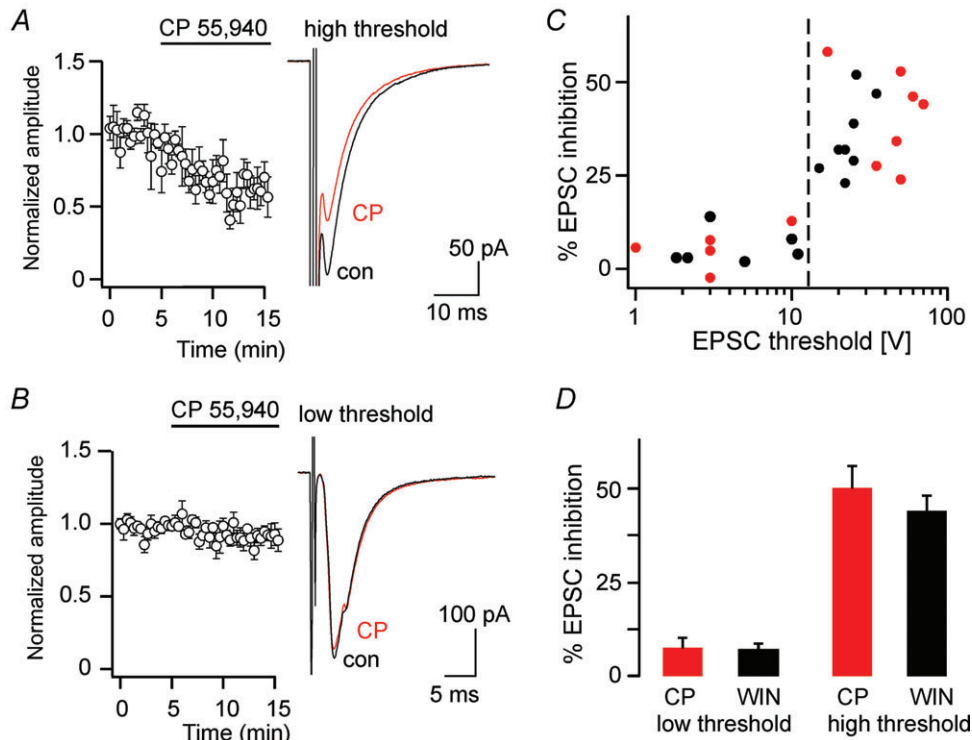 A
CP 55,940
high threshold
Normalized amplitude
1.5
1.0
0.5
0
0 5 10 15
Time (min)
CP
con
50 pA
10 ms
B
CP 55,940
low threshold
Normalized amplitude
1.5
1.0
0.5
0
0 5 10 15
Time (min)
CP
con
100 pA
5 ms
C
% EPSC inhibition
50
25
0
1 10 100
EPSC threshold [V]
D
% EPSC inhibition
50
25
0
CP WIN CP WIN
low threshold high threshold